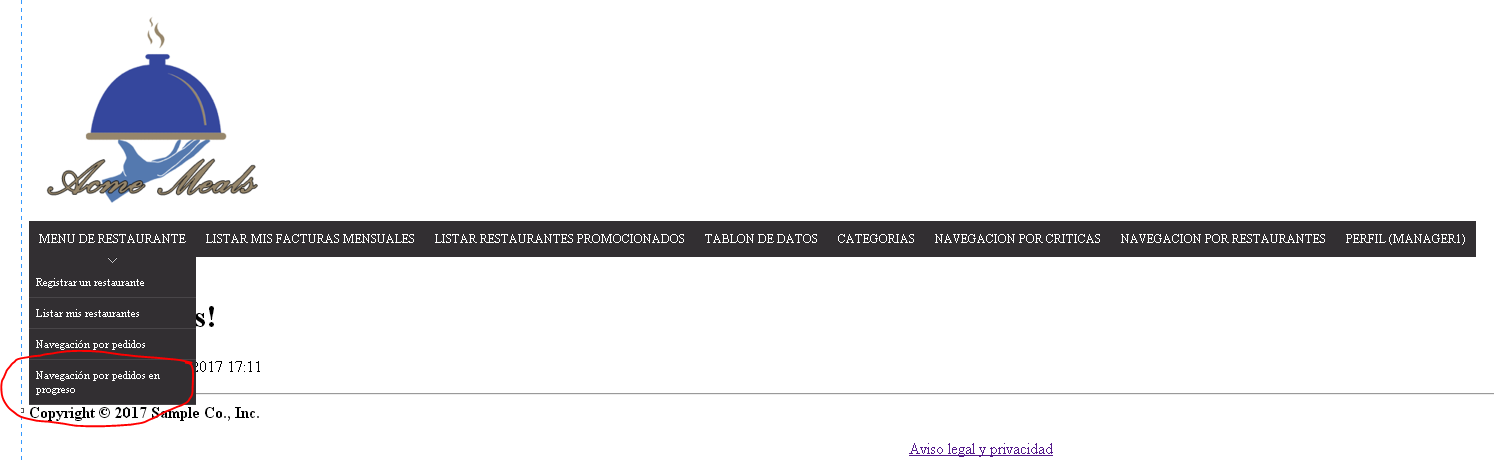 Acme Meals
MENU DE RESTAURANTE LISTAR MIS FACTURAS MENSUALES LISTAR RESTAURANTES PROMOCIONADOS TABLON DE DATOS CATEGORIAS NAVEGACION POR CRITICAS NAVEGACION POR RESTAURANTES PERFIL (MANAGER1)
Registrar un restaurante
Listar mis restaurantes
s!
Navegación por pedidos
2017 17:11
Navegación por pedidos en
progreso
Copyright © 2017 Sample Co., Inc.
Aviso legal y privacidad